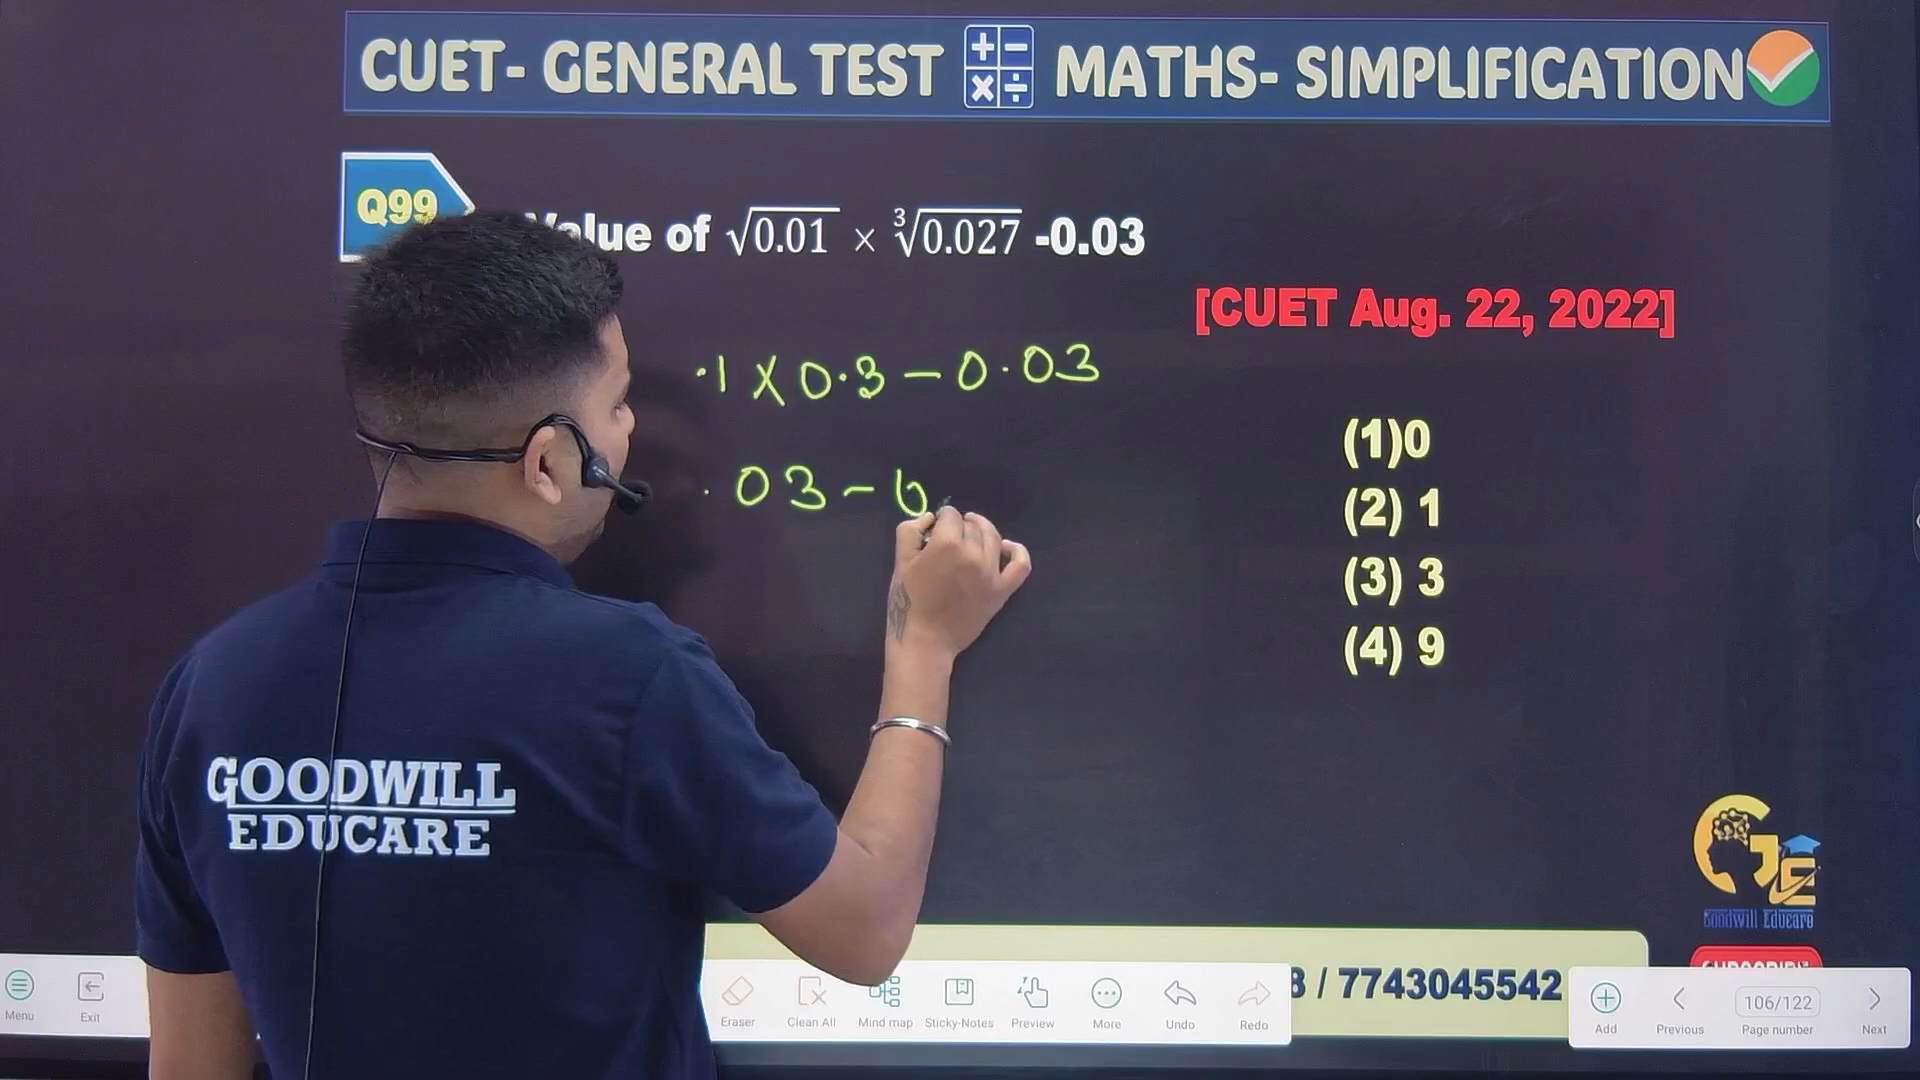 CUET- GENERAL TEST + − × ÷ MATHS- SIMPLIFICATION
Q99
Value of √0.01 × ∛0.027 -0.03
[CUET Aug. 22, 2022]
.1 X 0.3 - 0.03
(1)0
. 03 - 0.
(2) 1
(3) 3
(4) 9
GOODWILL
EDUCARE
Goodwill Educare
SUBSCRIBE
8 / 7743045542
Menu
Exit
Eraser
Clean All
Mind map
Sticky-Notes
Preview
More
Undo
Redo
Add
Previous
106/122
Page number
Next